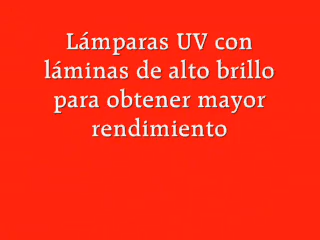 Lámparas UV con
láminas de alto brillo
para obtener mayor
rendimiento